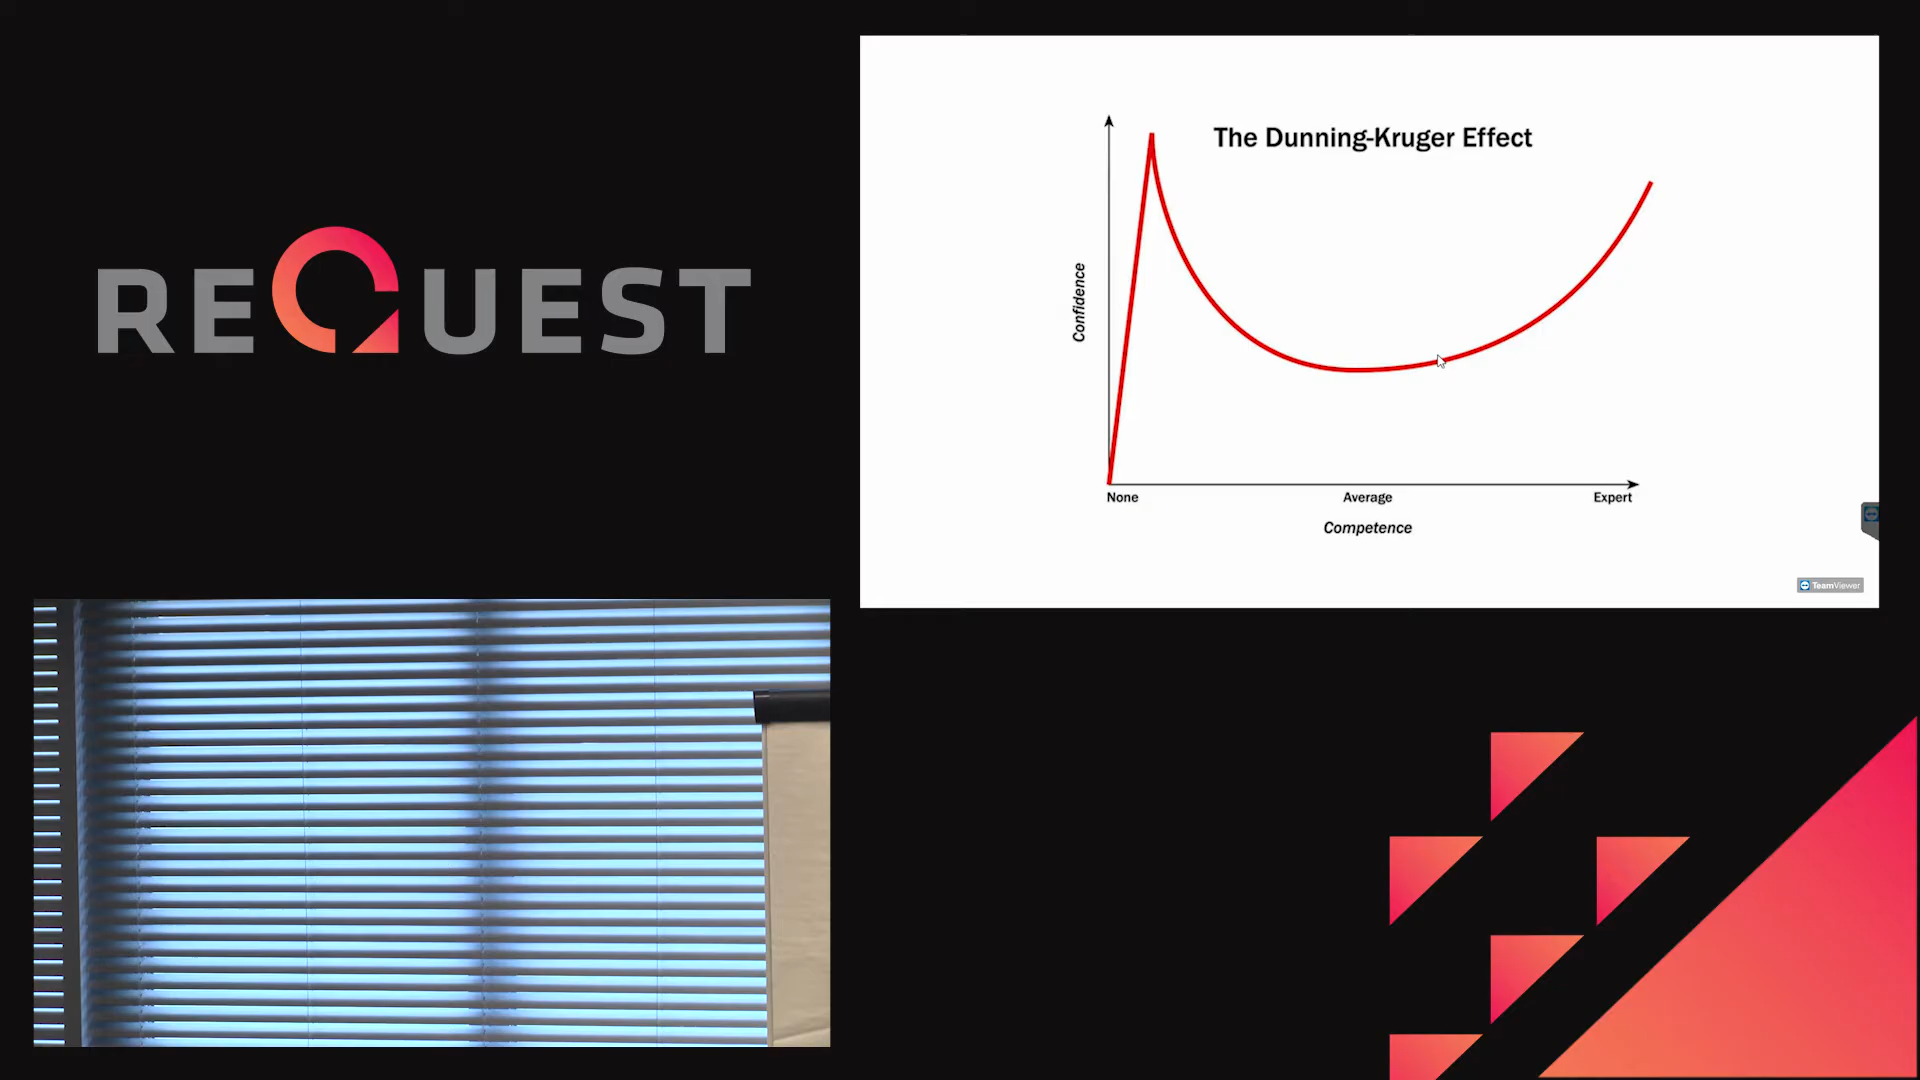 REQUEST
The Dunning-Kruger Effect
Confidence
None Average Expert
Competence
TeamViewer